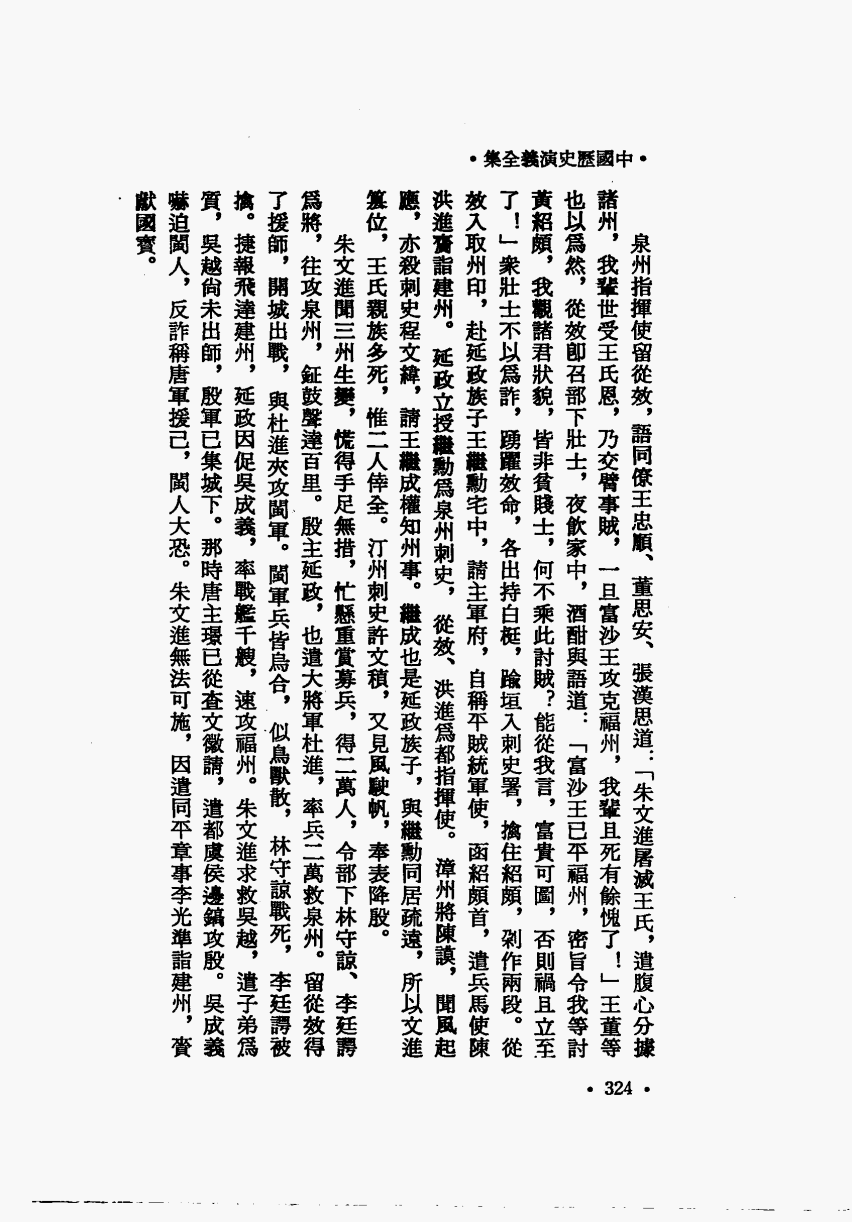 •中國歷史演義全集•
泉州指揮使留從效，語同僚王忠順、董思安、張漢思道：「朱文進屠滅王氏，遣腹心分據
諸州，我輩世受王氏恩，乃交臂事賊，一旦富沙王攻克福州，我輩且死有餘愧了！」王董等
也以爲然，從效卽召部下壯士，夜飲家中，酒酣與語道：「富沙王已平福州，密旨令我等討
黃紹頗，我觀諸君狀貌，皆非貧賤士，何不乘此討賊？能從我言，富貴可圖，否則禍且立至
了！」衆壯士不以爲詐，踴躍效命，各出持白梃，踰垣入刺史署，擒住紹頗，剁作兩段。從
效入取州印，赴延政族子王繼勳宅中，請主軍府，自稱平賊統軍使，函紹頗首，遣兵馬使陳
洪進齎詣建州。延政立授繼勳爲泉州刺史，從效、洪進爲都指揮使。漳州將陳謨，聞風起
應，亦殺刺史程文緯，請王繼成權知州事。繼成也是延政族子，與繼勳同居疏遠，所以文進
篡位，王氏親族多死，惟二人倖全。汀州刺史許文稹，又見風駛帆，奉表降殷。
朱文進聞三州生變，慌得手足無措，忙懸重賞募兵，得二萬人，令部下林守諒、李廷諤
爲將，往攻泉州，鉦鼓聲達百里。殷主延政，也遣大將軍杜進，率兵二萬救泉州。留從效得
了援師，開城出戰，與杜進夾攻閩軍。閩軍兵皆烏合，似鳥獸散，林守諒戰死，李廷諤被
擒。捷報飛達建州，延政因促吳成義，率戰艦千艘，速攻福州。朱文進求救吳越，遣子弟爲
質，吳越尙未出師，殷軍已集城下。那時唐主璟已從査文徽請，遣都虞侯邊鎬攻殷。吳成義
嚇迫閩人，反詐稱唐軍援己，閩人大恐。朱文進無法可施，因遣同平章事李光準詣建州，賫
獻國寶。
•324•